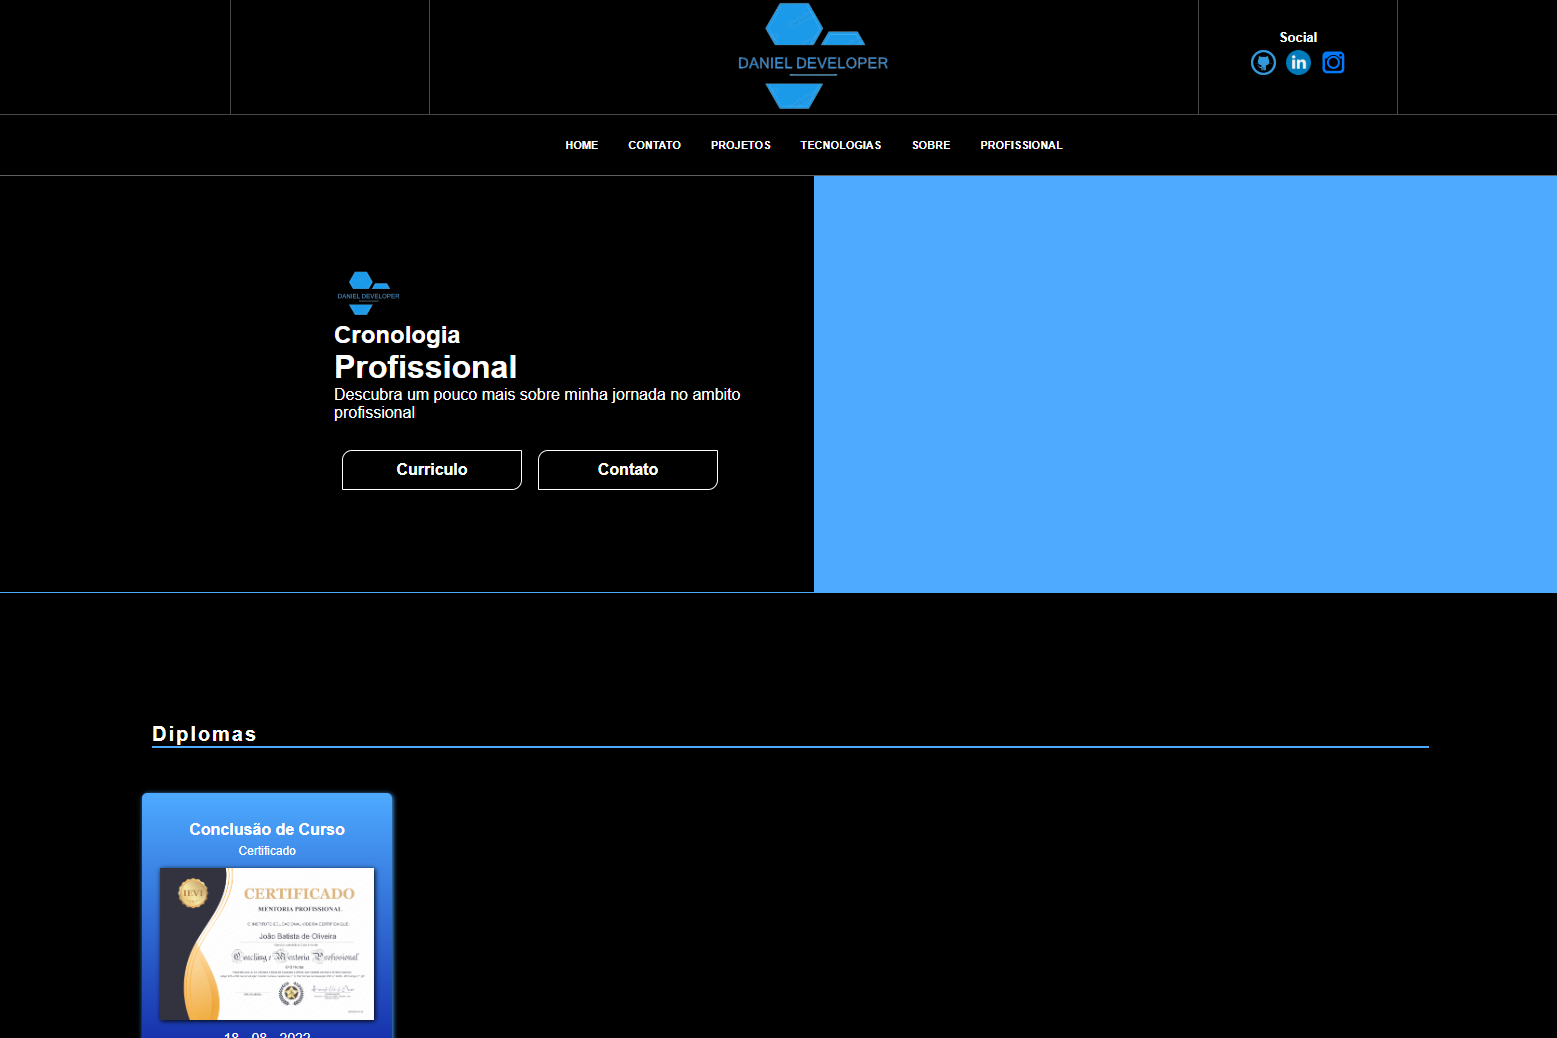 DANIEL DEVELOPER
Social
HOME CONTATO PROJETOS TECNOLOGIAS SOBRE PROFISSIONAL
DANIEL DEVELOPER
Cronologia
Profissional
Descubra um pouco mais sobre minha jornada no ambito
profissional
Curriculo Contato
Diplomas
Conclusão de Curso
Certificado
IEVI
CERTIFICADO
MENTORIA PROFISSIONAL
João Batista de Oliveira
Coaching e Mentoria Profissional
18 - 08 - 2022